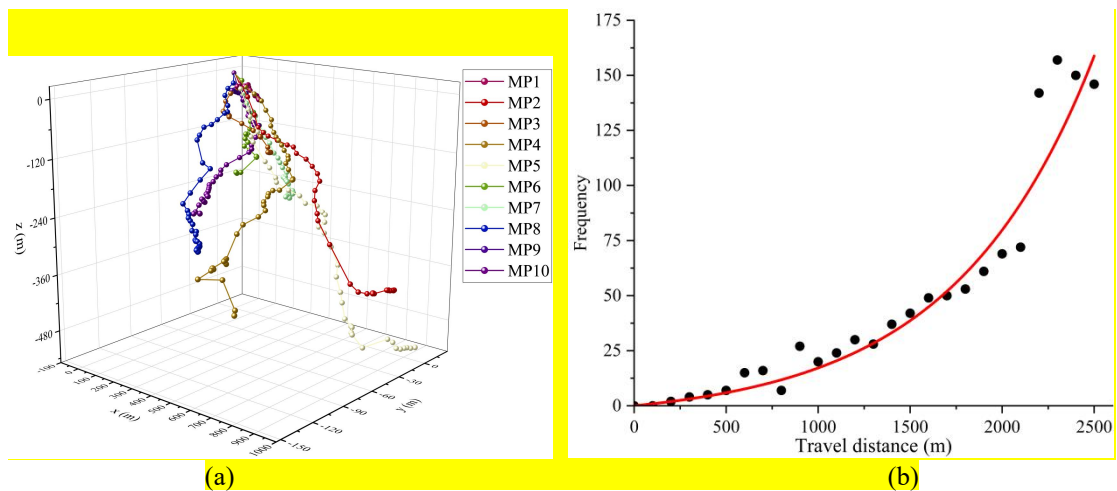 0
-120
-240
-360
-480
z (m)
-100
0
100
200
300
400
500
600
700
800
900
1000
x (m)
0
-30
-60
-90
-120
-150
y (m)
MP1
MP2
MP3
MP4
MP5
MP6
MP7
MP8
MP9
MP10
(a)
175
150
125
100
75
50
25
0
Frequency
0 500 1000 1500 2000 2500
Travel distance (m)
(b)